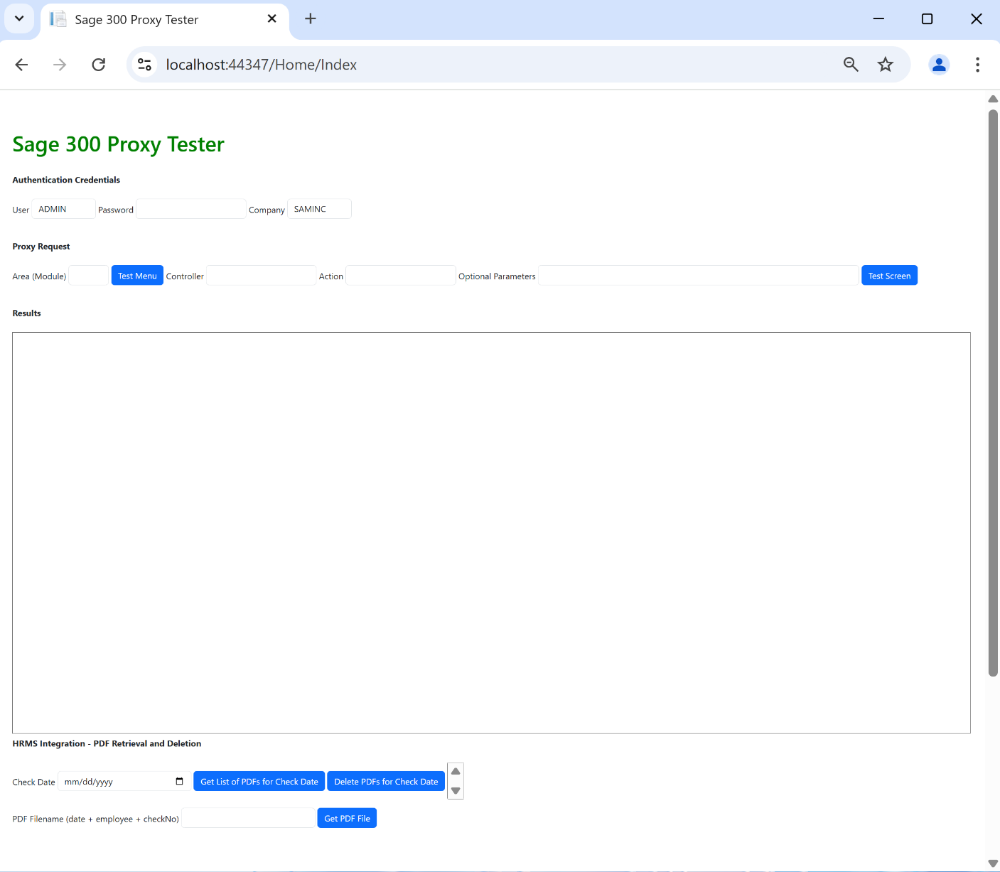 Sage 300 Proxy Tester
localhost:44347/Home/Index
Sage 300 Proxy Tester
Authentication Credentials
User ADMIN Password Company SAMINC
Proxy Request
Area (Module) Test Menu Controller Action Optional Parameters Test Screen
Results
HRMS Integration - PDF Retrieval and Deletion
Check Date mm/dd/yyyy Get List of PDFs for Check Date Delete PDFs for Check Date
PDF Filename (date + employee + checkNo) Get PDF File